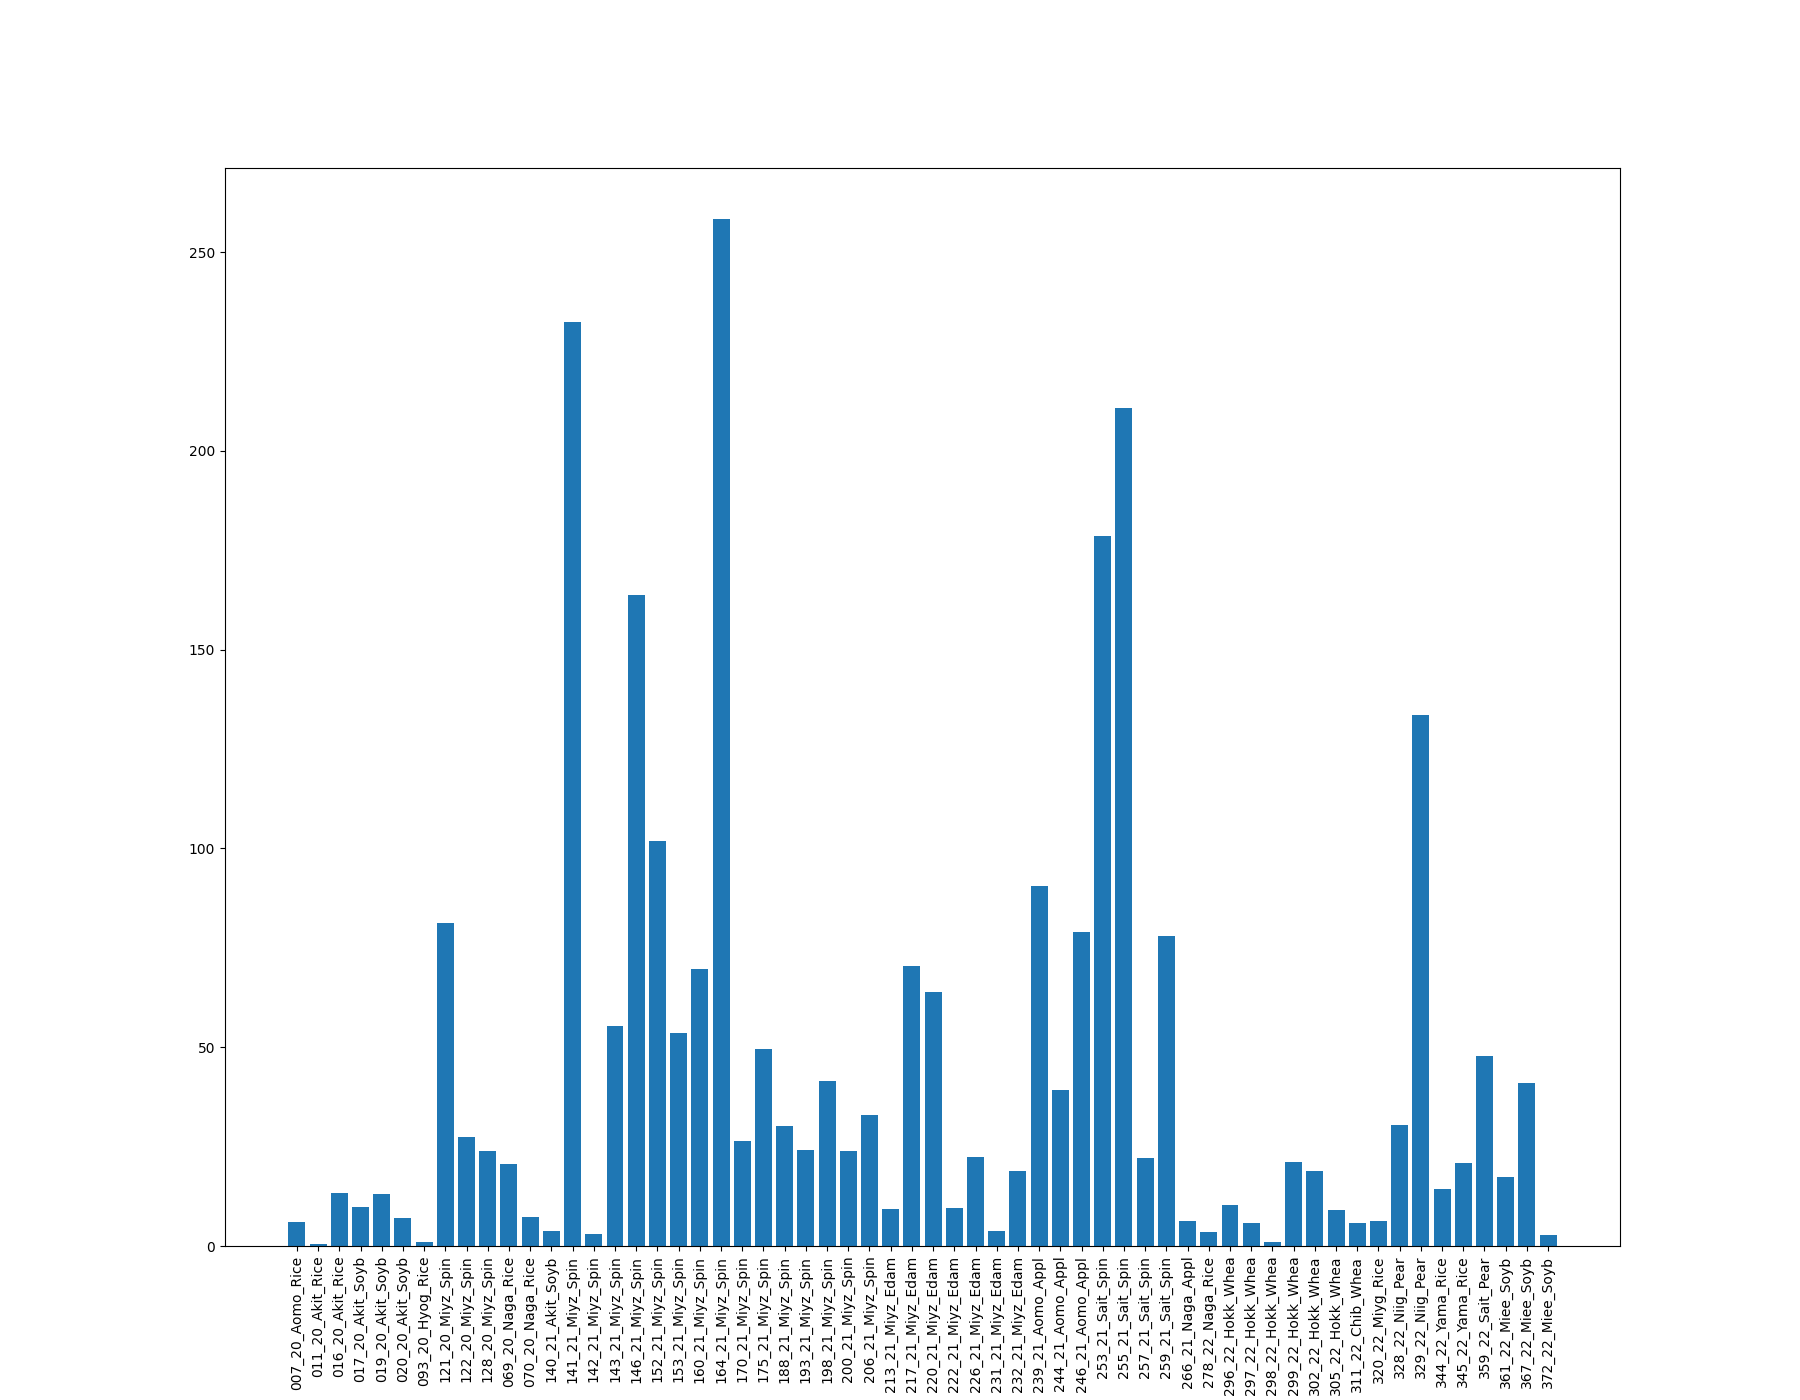 250
200
150
100
50
0
007_20_Aomo_Rice
011_20_Akit_Rice
016_20_Akit_Rice
017_20_Akit_Soyb
019_20_Akit_Soyb
020_20_Akit_Soyb
093_20_Hyog_Rice
121_20_Miyz_Spin
122_20_Miyz_Spin
128_20_Miyz_Spin
069_20_Naga_Rice
070_20_Naga_Rice
140_21_Akit_Soyb
141_21_Miyz_Spin
142_21_Miyz_Spin
143_21_Miyz_Spin
146_21_Miyz_Spin
152_21_Miyz_Spin
153_21_Miyz_Spin
160_21_Miyz_Spin
164_21_Miyz_Spin
170_21_Miyz_Spin
175_21_Miyz_Spin
188_21_Miyz_Spin
193_21_Miyz_Spin
198_21_Miyz_Spin
200_21_Miyz_Spin
206_21_Miyz_Spin
213_21_Miyz_Edam
217_21_Miyz_Edam
220_21_Miyz_Edam
222_21_Miyz_Edam
226_21_Miyz_Edam
231_21_Miyz_Edam
232_21_Miyz_Edam
239_21_Aomo_Appl
244_21_Aomo_Appl
246_21_Aomo_Appl
253_21_Sait_Spin
255_21_Sait_Spin
257_21_Sait_Spin
259_21_Sait_Spin
266_21_Naga_Appl
278_22_Naga_Rice
296_22_Hokk_Whea
297_22_Hokk_Whea
298_22_Hokk_Whea
299_22_Hokk_Whea
302_22_Hokk_Whea
305_22_Hokk_Whea
311_22_Chib_Whea
320_22_Miyg_Rice
328_22_Niig_Pear
329_22_Niig_Pear
344_22_Yama_Rice
345_22_Yama_Rice
359_22_Sait_Pear
361_22_Miee_Soyb
367_22_Miee_Soyb
372_22_Miee_Soyb